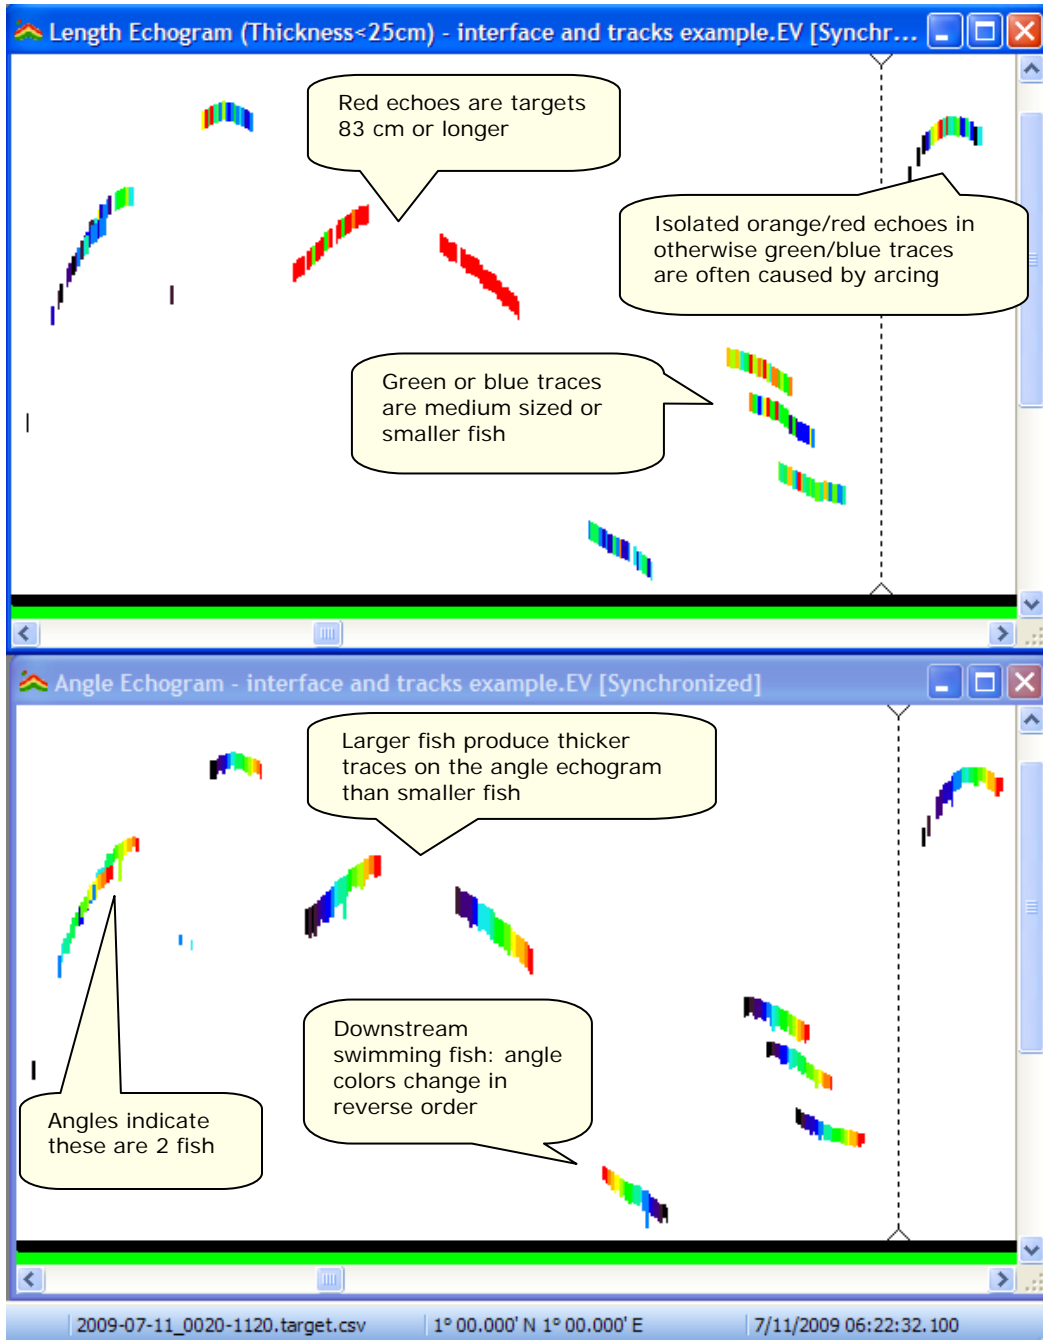 Length Echogram (Thickness<25cm) - interface and tracks example.EV [Synchr...
Red echoes are targets
83 cm or longer
Isolated orange/red echoes in
otherwise green/blue traces
are often caused by arcing
Green or blue traces
are medium sized or
smaller fish
Angle Echogram - interface and tracks example.EV [Synchronized]
Larger fish produce thicker
traces on the angle echogram
than smaller fish
Downstream
swimming fish: angle
colors change in
reverse order
Angles indicate
these are 2 fish
2009-07-11_0020-1120.target.csv
1° 00.000' N 1° 00.000' E
7/11/2009 06:22:32.100